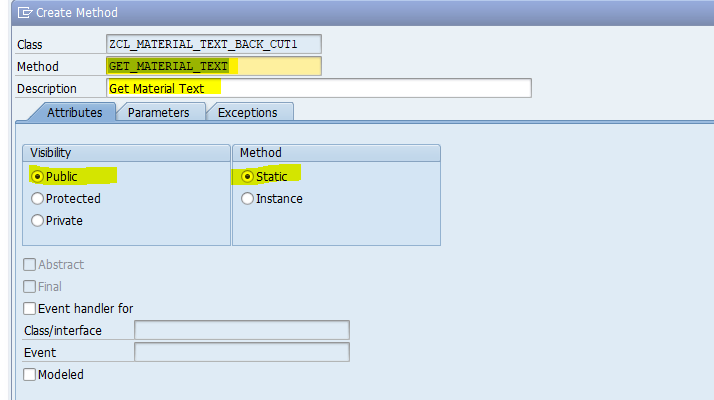 Create Method
Class ZCL_MATERIAL_TEXT_BACK_CUT1
Method GET_MATERIAL_TEXT
Description Get Material Text
Attributes Parameters Exceptions
Visibility Method
Public Static
Protected Instance
Private
Abstract
Final
Event handler for
Class/interface
Event
Modeled